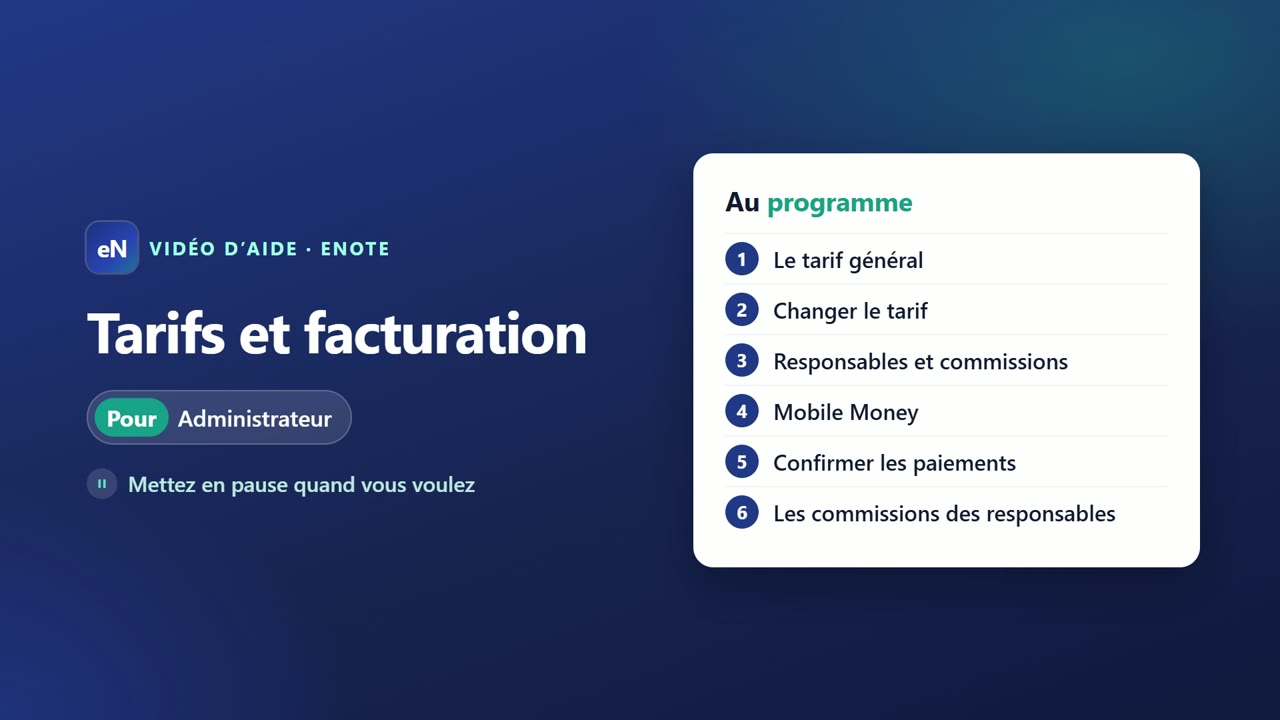 eN
VIDÉO D’AIDE · ENOTE
Tarifs et facturation
Pour Administrateur
Mettez en pause quand vous voulez
Au programme
1 Le tarif général
2 Changer le tarif
3 Responsables et commissions
4 Mobile Money
5 Confirmer les paiements
6 Les commissions des responsables